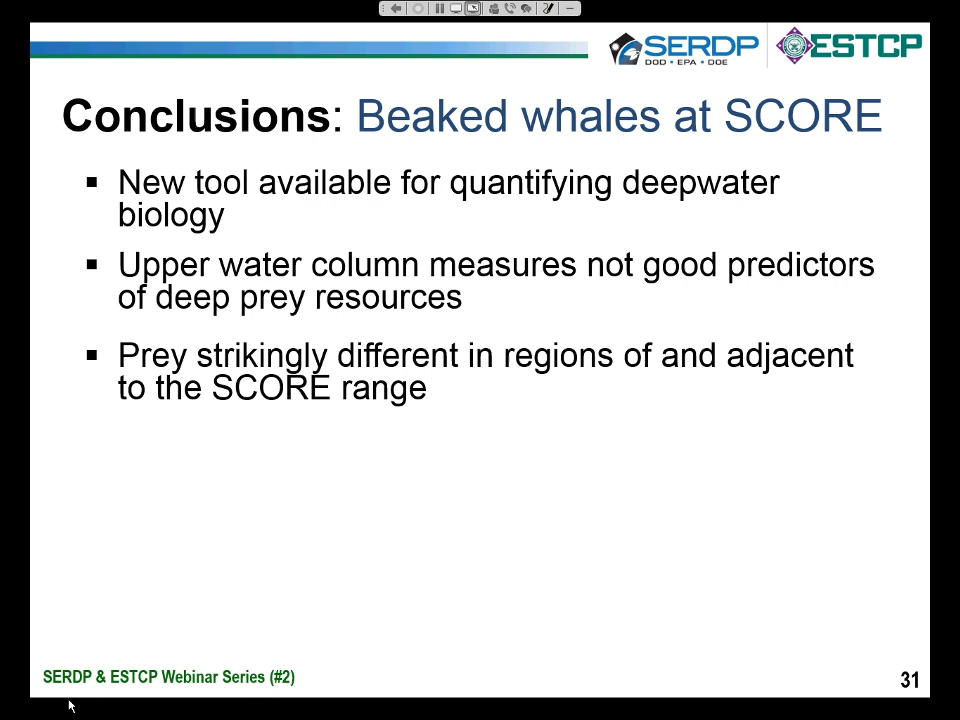 SERDP
DOD • EPA • DOE
ESTCP
Conclusions: Beaked whales at SCORE
▪ New tool available for quantifying deepwater
biology
▪ Upper water column measures not good predictors
of deep prey resources
▪ Prey strikingly different in regions of and adjacent
to the SCORE range
SERDP & ESTCP Webinar Series (#2)
31